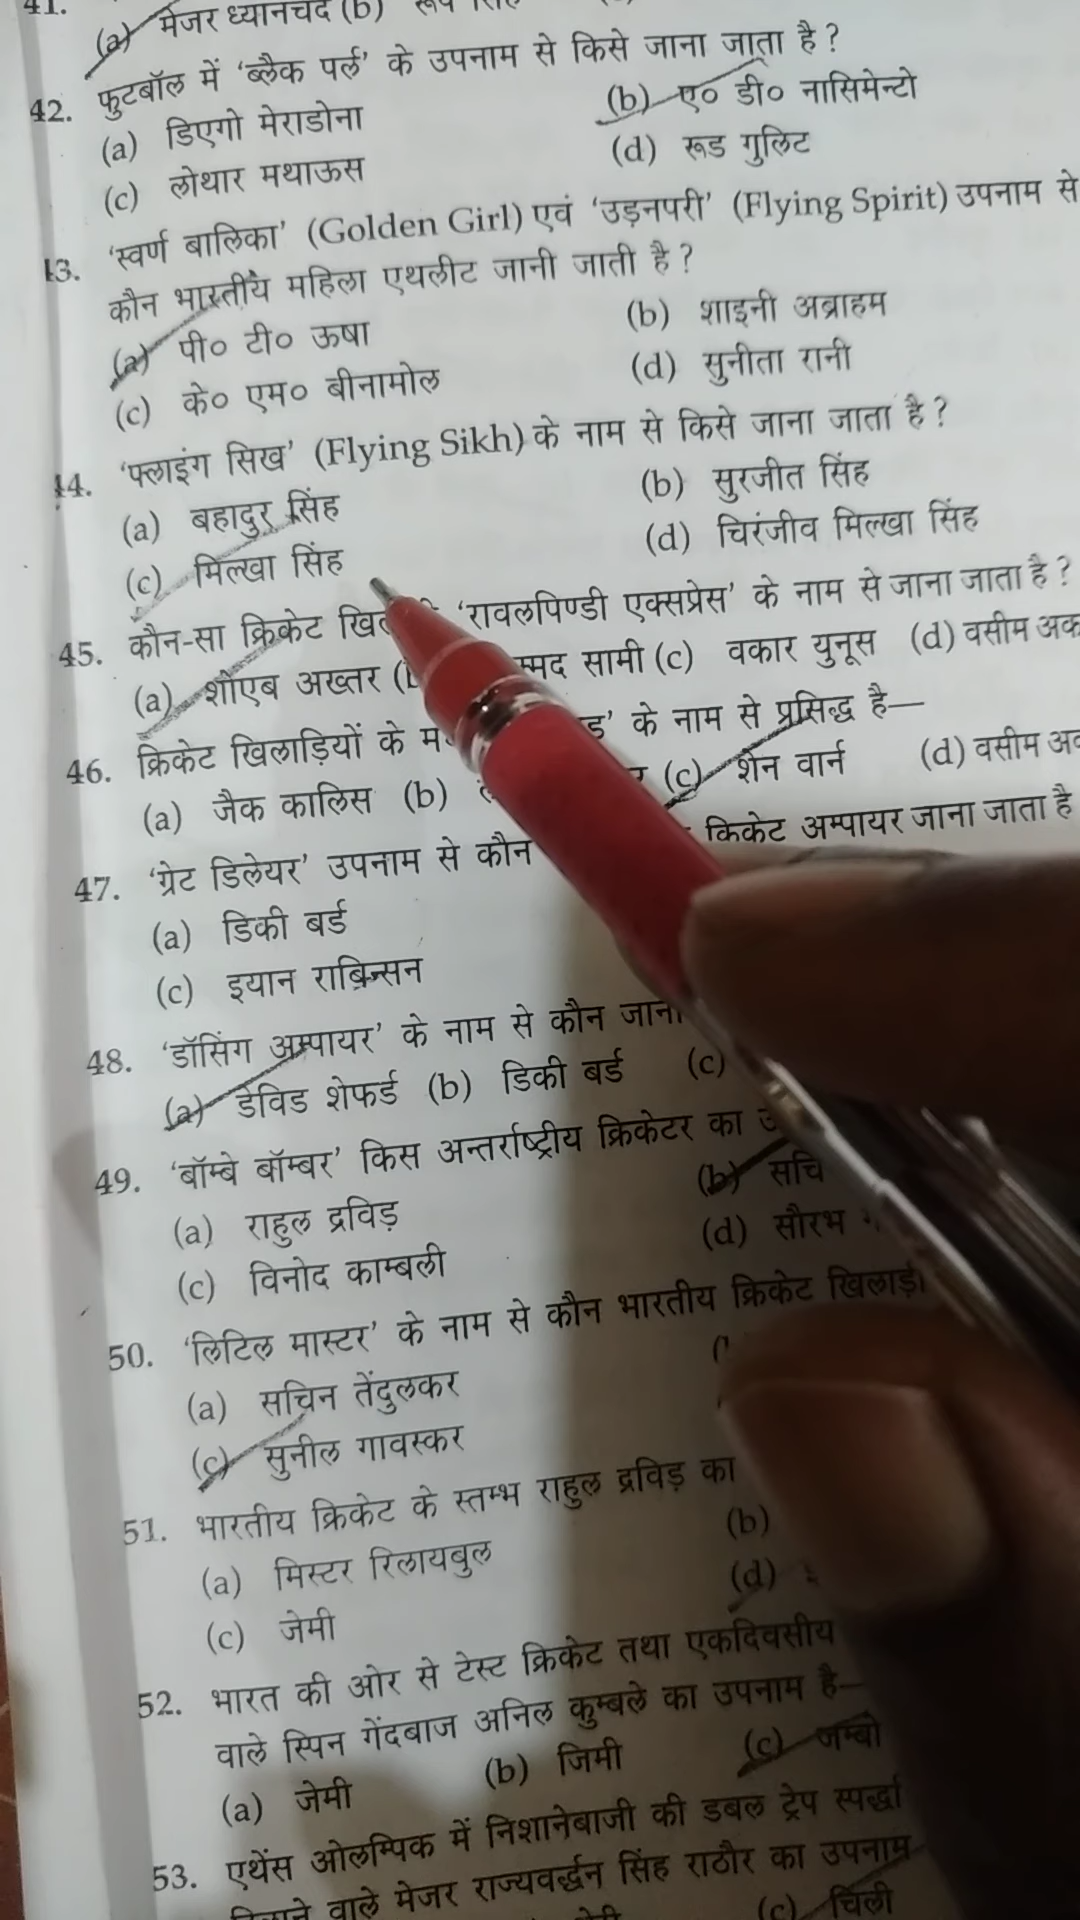 41.
(a) मेजर ध्यानचंद (b)
42. फुटबॉल में ‘ब्लैक पर्ल’ के उपनाम से किसे जाना जाता है ?
(a) डिएगो मेराडोना (b) ए० डी० नासिमेन्टो
(c) लोथार मथाऊस (d) रूड गुलिट
43. ‘स्वर्ण बालिका’ (Golden Girl) एवं ‘उड़नपरी’ (Flying Spirit) उपनाम से
कौन भारतीय महिला एथलीट जानी जाती है ?
(a) पी० टी० ऊषा (b) शाइनी अब्राहम
(c) के० एम० बीनामोल (d) सुनीता रानी
44. ‘फ्लाइंग सिख’ (Flying Sikh) के नाम से किसे जाना जाता है ?
(a) बहादुर सिंह (b) सुरजीत सिंह
(c) मिल्खा सिंह (d) चिरंजीव मिल्खा सिंह
45. कौन-सा क्रिकेट ‘रावलपिण्डी एक्सप्रेस’ के नाम से जाना जाता है ?
(a) शोएब अख्तर सामी (c) वकार युनूस (d) वसीम
46. क्रिकेट खिलाड़ियों के के नाम से प्रसिद्ध है—
(a) जैक कालिस (b) (c) शेन वार्न (d) वसीम
47. ‘ग्रेट डिलेयर’ उपनाम से कौन किकेट अम्पायर जाना जाता है
(a) डिकी बर्ड
(c) इयान राबिन्सन
48. ‘डॉसिंग अम्पायर’ के नाम से कौन
(a) डेविड शेफर्ड (b) डिकी बर्ड (c)
49. ‘बॉम्बे बॉम्बर’ किस अन्तर्राष्ट्रीय क्रिकेटर का
(a) राहुल द्रविड़ (b) सचि
(c) विनोद काम्बली (d) सौरभ
50. ‘लिटिल मास्टर’ के नाम से कौन भारतीय क्रिकेट खिलाड़ी
(a) सचिन तेंदुलकर
(c) सुनील गावस्कर
51. भारतीय क्रिकेट के स्तम्भ राहुल द्रविड़ का
(a) मिस्टर रिलायबुल (b)
(c) जेमी (d)
52. भारत की ओर से टेस्ट क्रिकेट तथा एकदिवसीय
वाले स्पिन गेंदबाज अनिल कुम्बले का उपनाम है—
(a) जेमी (b) जिमी (c) जम्बो
53. एथेंस ओलम्पिक में निशानेबाजी की डबल ट्रेप स्पर्द्धा
वाले मेजर राज्यवर्द्धन सिंह राठौर का उपनाम
(c) चिली